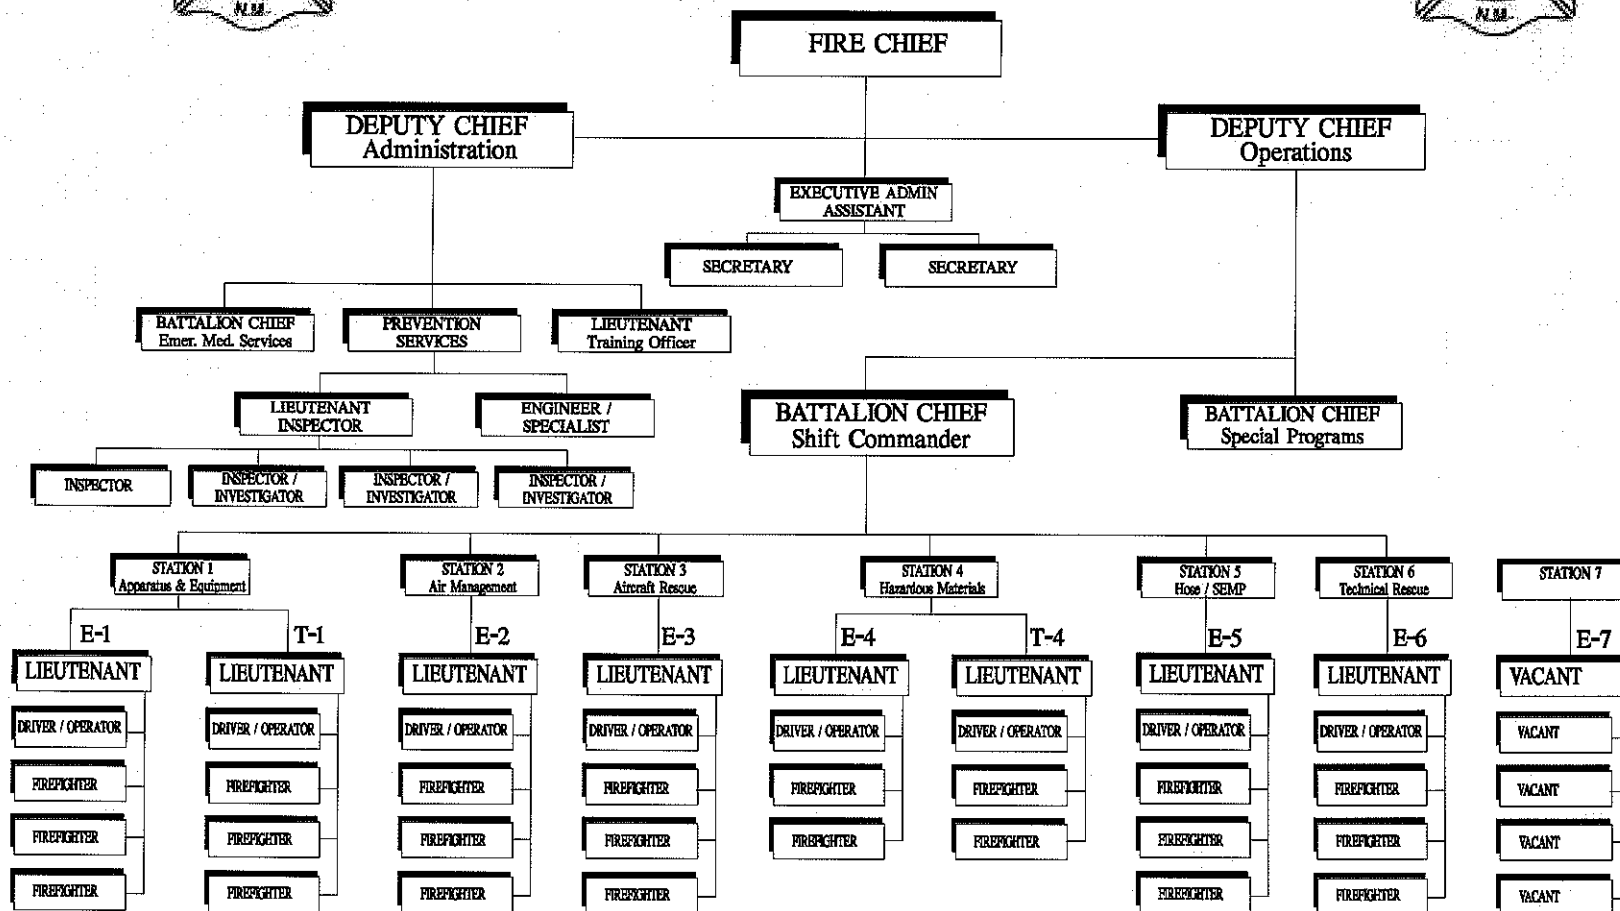 N.M.
N.M.
FIRE CHIEF
DEPUTY CHIEF
Administration
DEPUTY CHIEF
Operations
EXECUTIVE ADMIN
ASSISTANT
SECRETARY
SECRETARY
BATTALION CHIEF
Emer. Med. Services
PREVENTION
SERVICES
LIEUTENANT
Training Officer
LIEUTENANT
INSPECTOR
ENGINEER /
SPECIALIST
BATTALION CHIEF
Shift Commander
BATTALION CHIEF
Special Programs
INSPECTOR
INSPECTOR /
INVESTIGATOR
INSPECTOR /
INVESTIGATOR
INSPECTOR /
INVESTIGATOR
STATION 1
Apparatus & Equipment
STATION 2
Air Management
STATION 3
Aircraft Rescue
STATION 4
Hazardous Materials
STATION 5
Hose / SEMP
STATION 6
Technical Rescue
STATION 7
E-1
LIEUTENANT
DRIVER / OPERATOR
FIREFIGHTER
FIREFIGHTER
FIREFIGHTER
T-1
LIEUTENANT
DRIVER / OPERATOR
FIREFIGHTER
FIREFIGHTER
FIREFIGHTER
E-2
LIEUTENANT
DRIVER / OPERATOR
FIREFIGHTER
FIREFIGHTER
FIREFIGHTER
E-3
LIEUTENANT
DRIVER / OPERATOR
FIREFIGHTER
FIREFIGHTER
FIREFIGHTER
E-4
LIEUTENANT
DRIVER / OPERATOR
FIREFIGHTER
FIREFIGHTER
T-4
LIEUTENANT
DRIVER / OPERATOR
FIREFIGHTER
FIREFIGHTER
E-5
LIEUTENANT
DRIVER / OPERATOR
FIREFIGHTER
FIREFIGHTER
FIREFIGHTER
E-6
LIEUTENANT
DRIVER / OPERATOR
FIREFIGHTER
FIREFIGHTER
FIREFIGHTER
E-7
VACANT
VACANT
VACANT
VACANT
VACANT